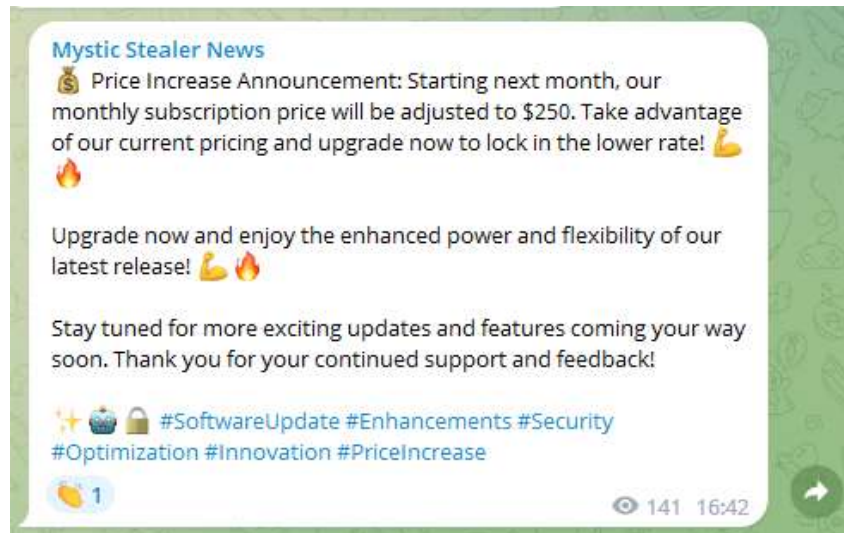 Mystic Stealer News
💰 Price Increase Announcement: Starting next month, our
monthly subscription price will be adjusted to $250. Take advantage
of our current pricing and upgrade now to lock in the lower rate! 💪
🔥
Upgrade now and enjoy the enhanced power and flexibility of our
latest release! 💪🔥
Stay tuned for more exciting updates and features coming your way
soon. Thank you for your continued support and feedback!
✨🤖🔒 #SoftwareUpdate #Enhancements #Security
#Optimization #Innovation #PriceIncrease
👏 1
141 16:42